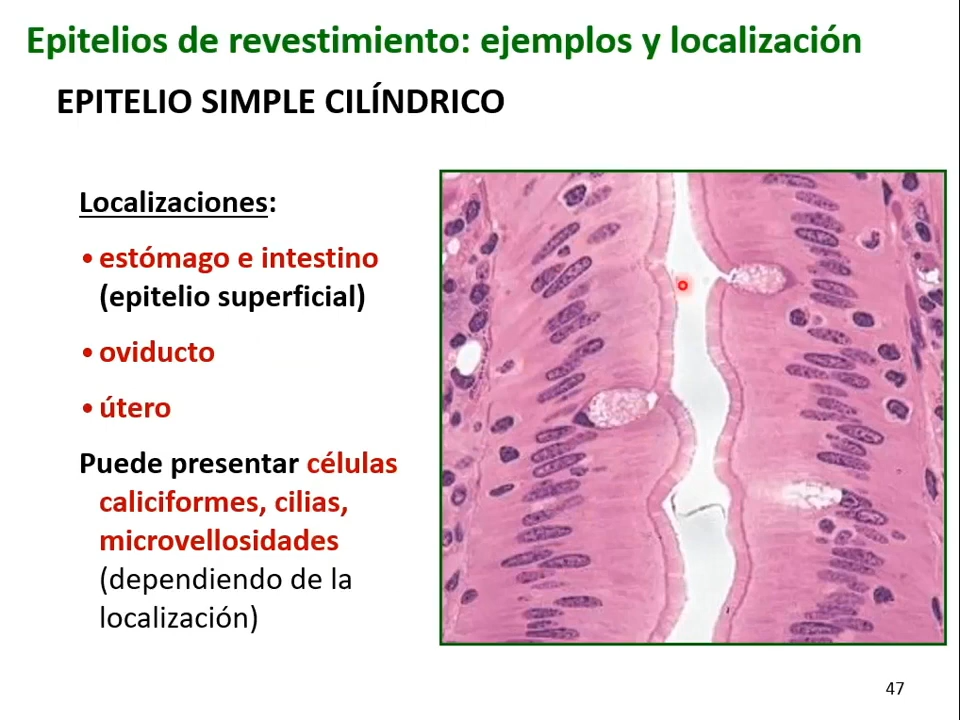 Epitelios de revestimiento: ejemplos y localización
EPITELIO SIMPLE CILÍNDRICO
Localizaciones:
• estómago e intestino
(epitelio superficial)
• oviducto
• útero
Puede presentar células
caliciformes, cilias,
microvellosidades
(dependiendo de la
localización)
47